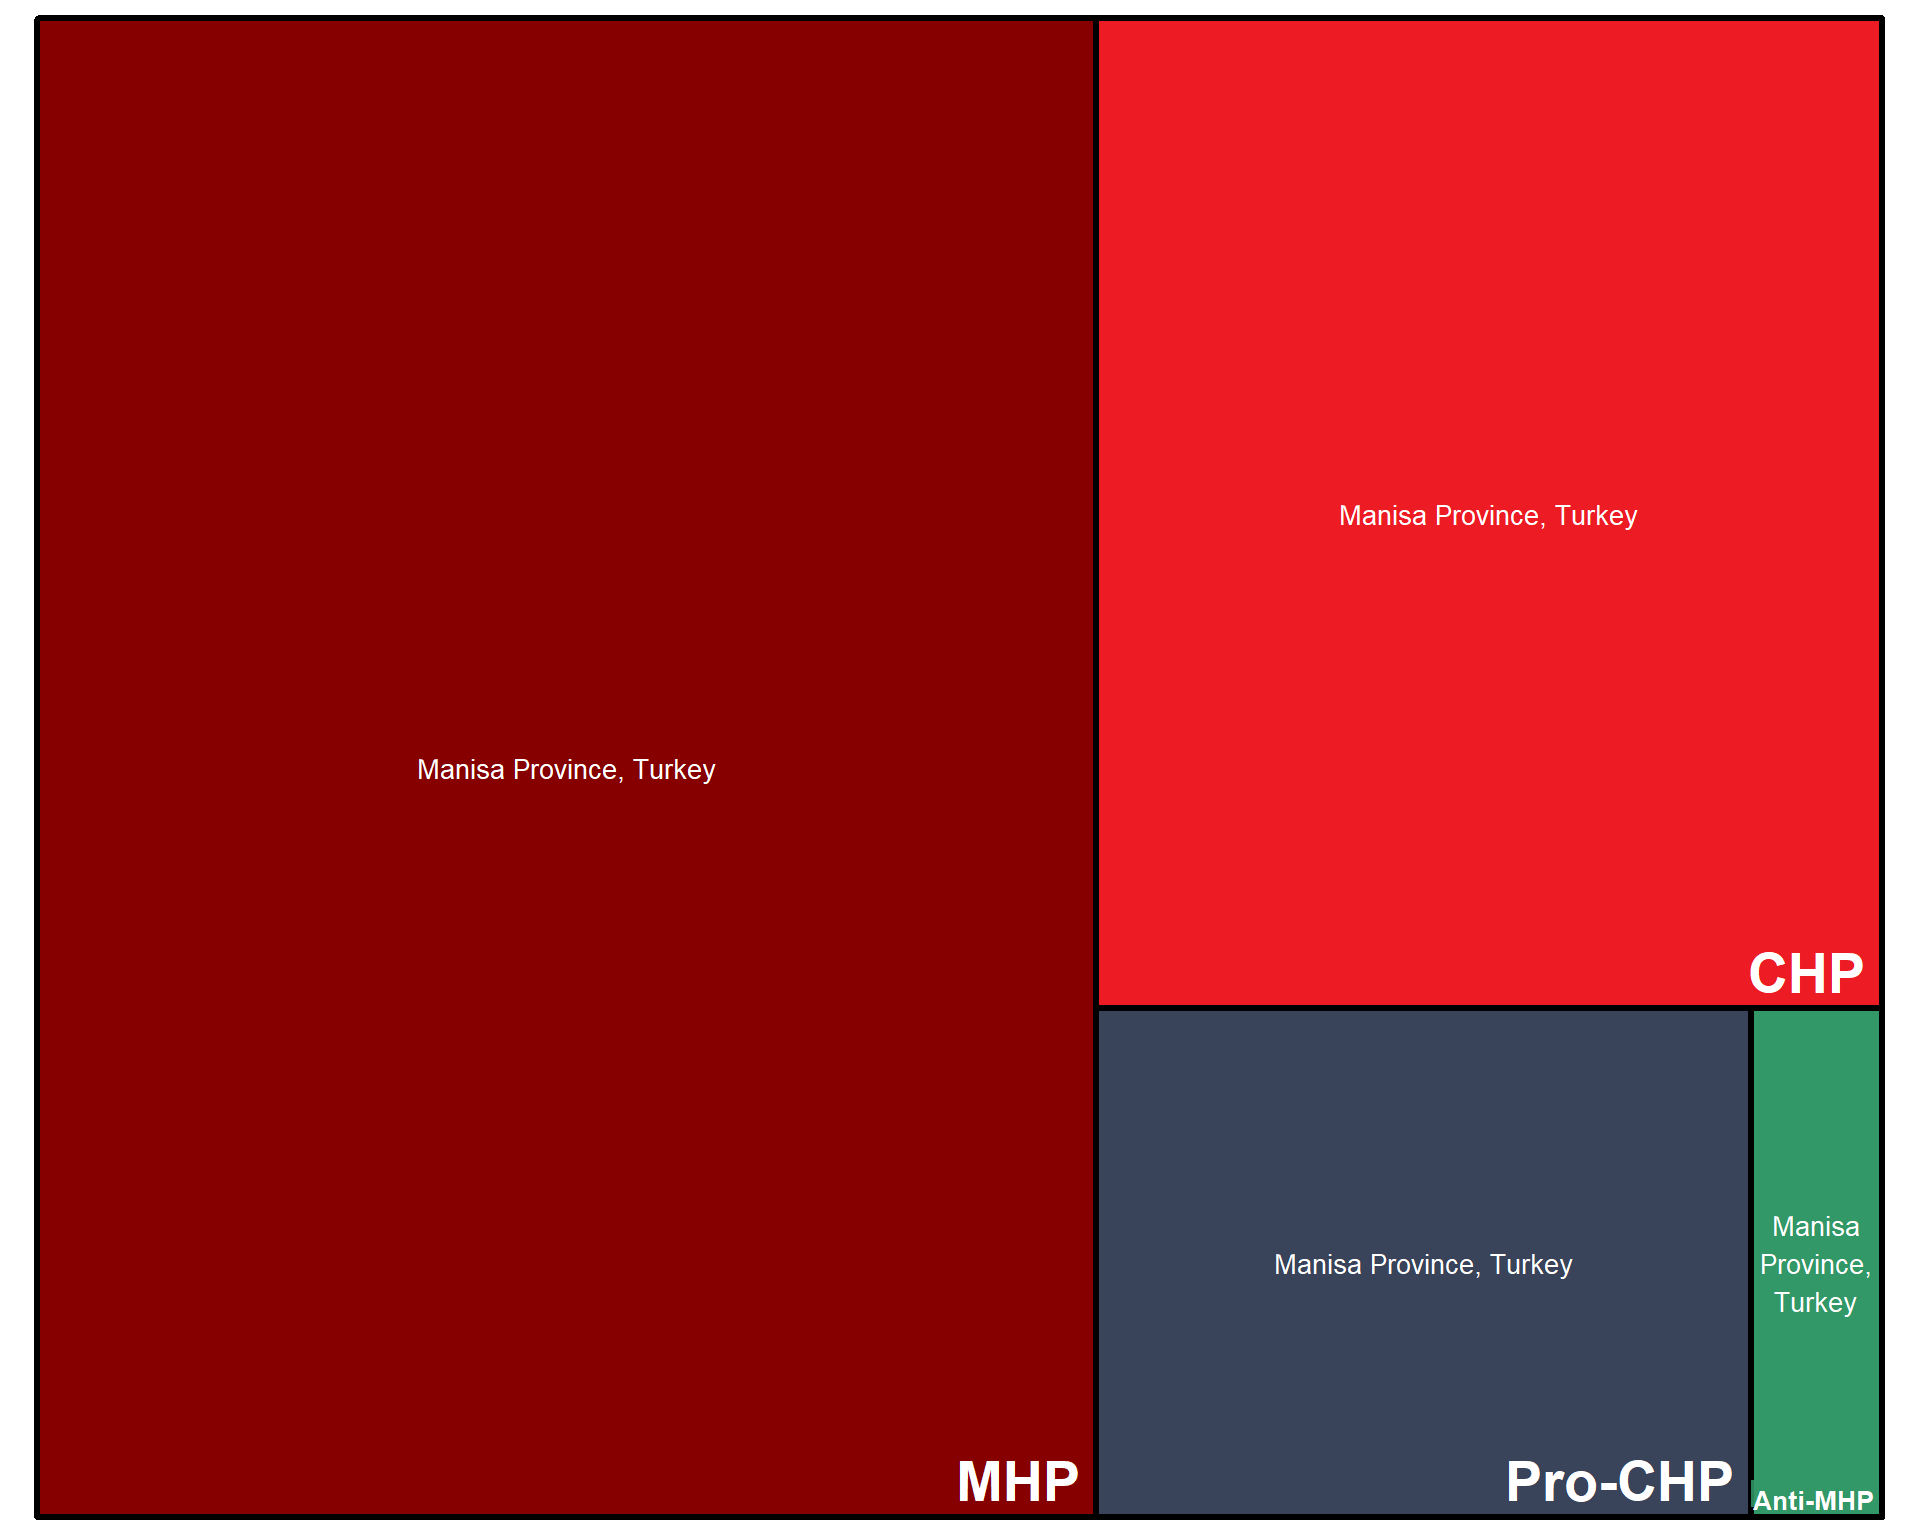 Manisa Province, Turkey
MHP
Manisa Province, Turkey
CHP
Manisa Province, Turkey
Pro-CHP
Manisa
Province,
Turkey
Anti-MHP